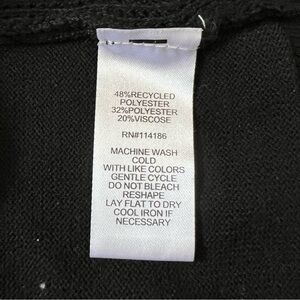 48%RECYCLED
POLYESTER
32%POLYESTER
20%VISCOSE
RN#114186
MACHINE WASH
COLD
WITH LIKE COLORS
GENTLE CYCLE
DO NOT BLEACH
RESHAPE
LAY FLAT TO DRY
COOL IRON IF
NECESSARY